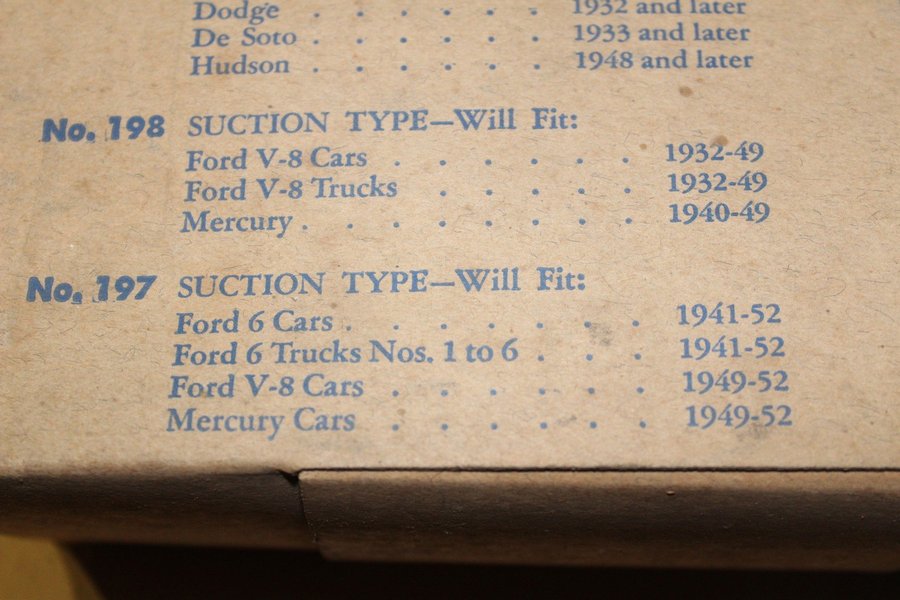 Dodge . . . . . . 1932 and later
De Soto . . . . . . 1933 and later
Hudson . . . . . . 1948 and later
No. 198 SUCTION TYPE—Will Fit:
Ford V-8 Cars . . . . . . 1932-49
Ford V-8 Trucks . . . . . 1932-49
Mercury . . . . . . . . 1940-49
No. 197 SUCTION TYPE—Will Fit:
Ford 6 Cars . . . . . . . 1941-52
Ford 6 Trucks Nos. 1 to 6 . . . 1941-52
Ford V-8 Cars . . . . . . 1949-52
Mercury Cars . . . . . . 1949-52